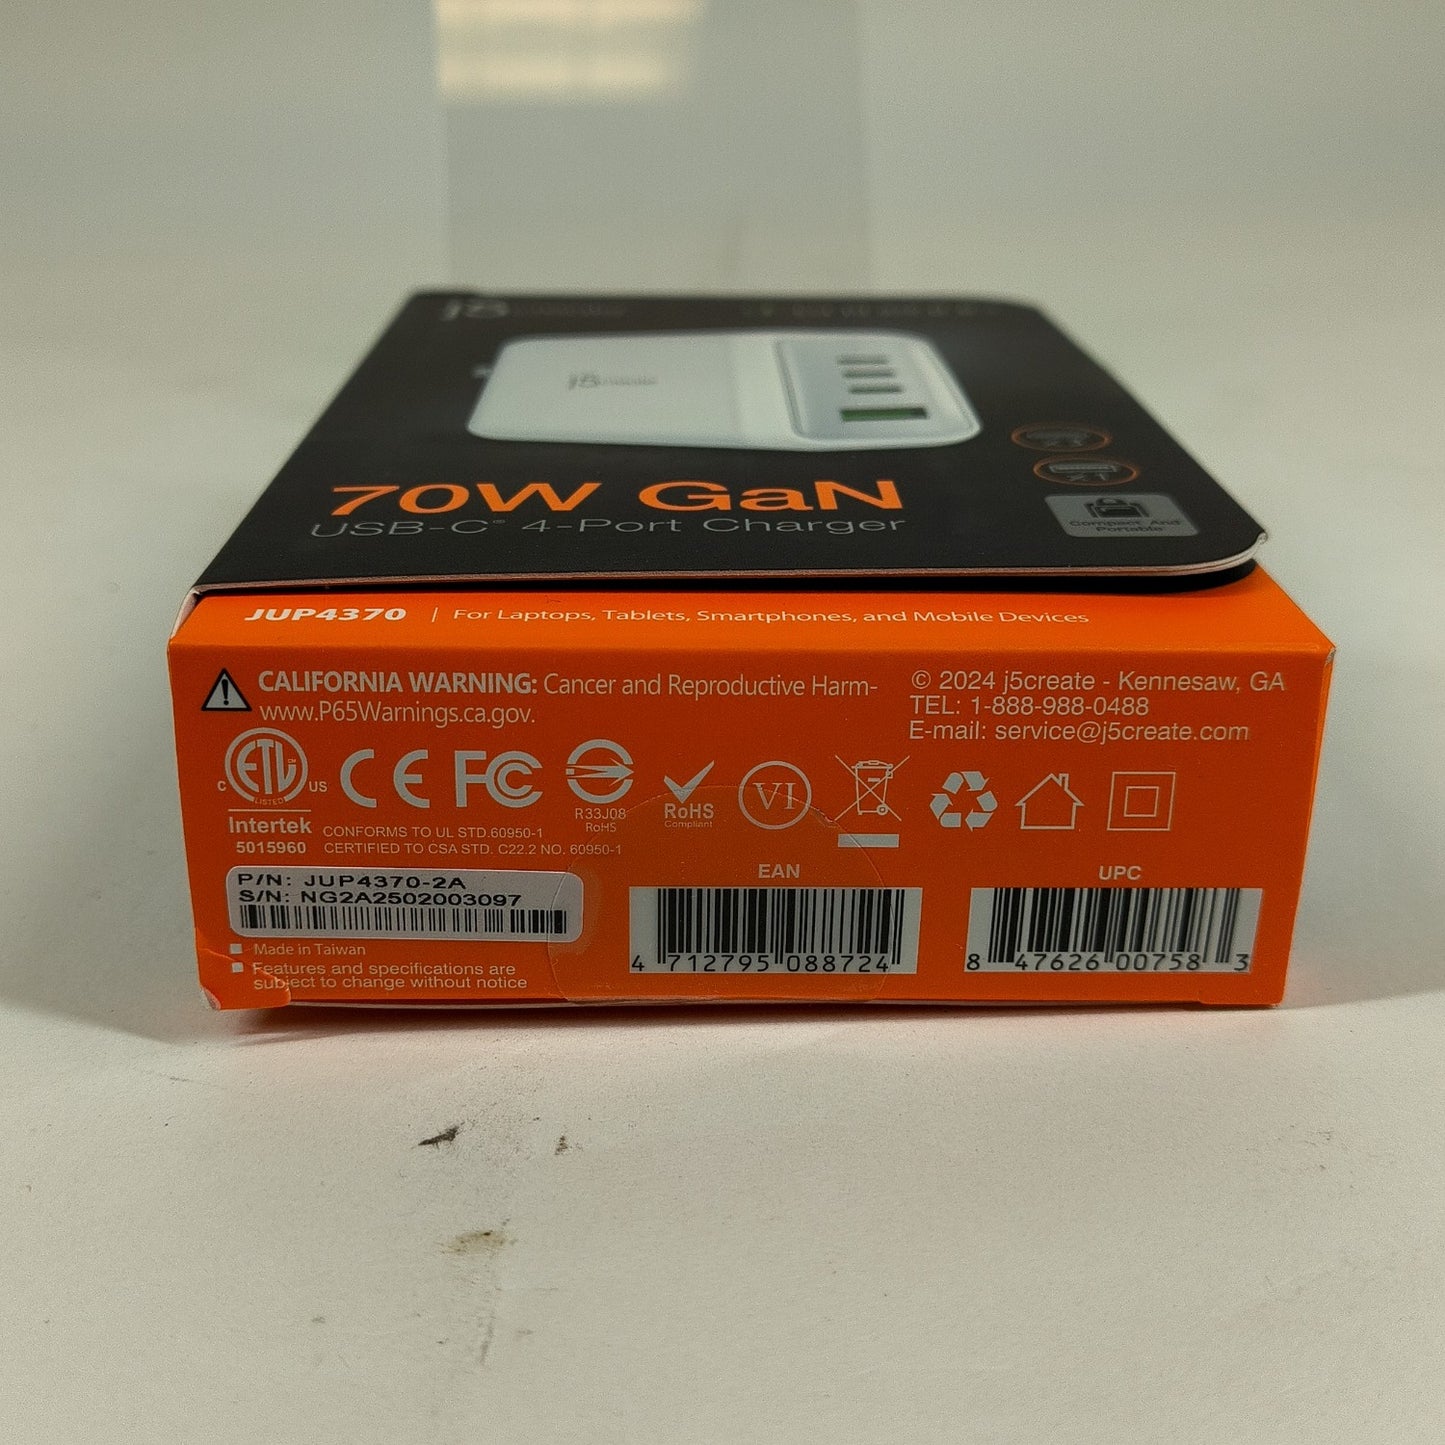 j5create
70W GaN
USB-C® 4-Port Charger
Compact And
Portable
JUP4370 | For Laptops, Tablets, Smartphones, and Mobile Devices
CALIFORNIA WARNING: Cancer and Reproductive Harm-
www.P65Warnings.ca.gov.
© 2024 j5create - Kennesaw, GA
TEL: 1-888-988-0488
E-mail: service@j5create.com
C ETL US
LISTED
Intertek
5015960
CONFORMS TO UL STD.60950-1
CERTIFIED TO CSA STD. C22.2 NO. 60950-1
CE FC
R33J08
RoHS
RoHS
Compliant
VI
P/N: JUP4370-2A
S/N: NG2A2502003097
Made in Taiwan
Features and specifications are
subject to change without notice
EAN
4 712795 088724
UPC
8 47626 00758 3